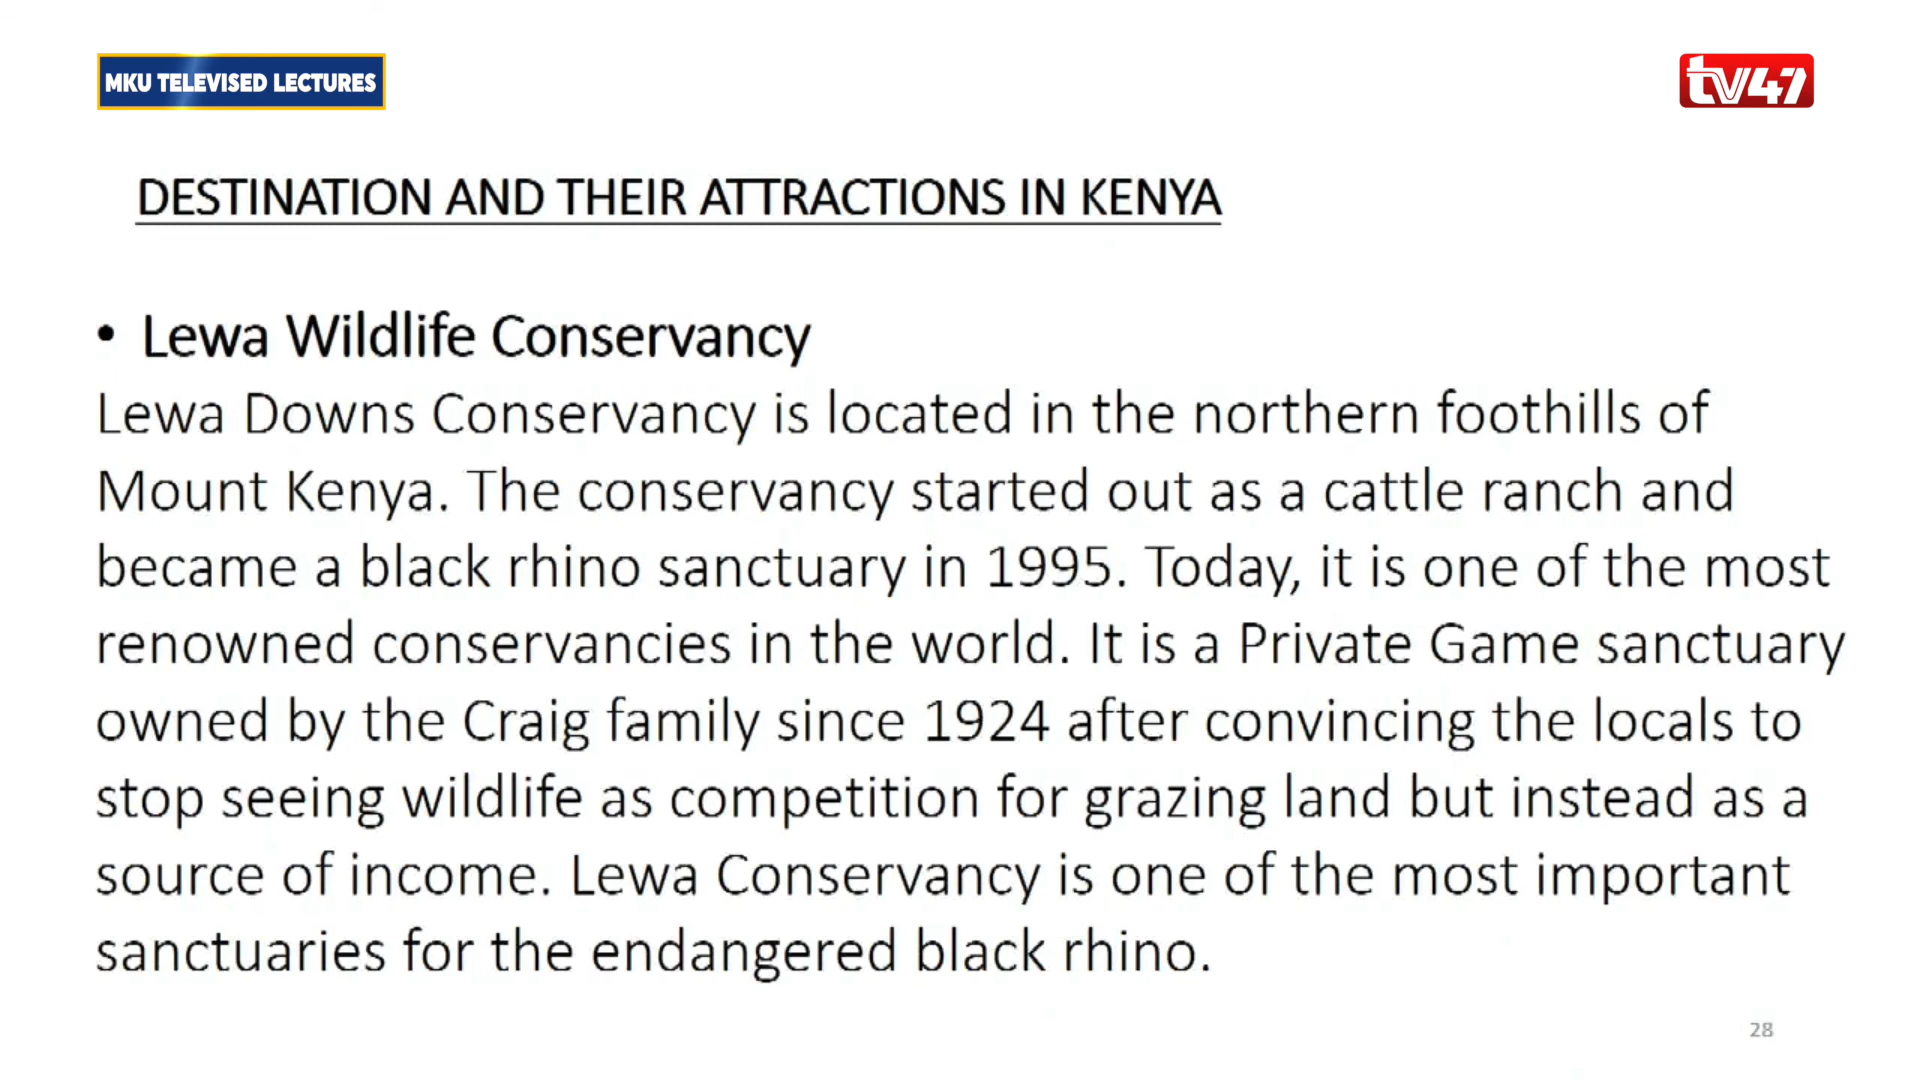 MKU TELEVISED LECTURES
tv47
DESTINATION AND THEIR ATTRACTIONS IN KENYA
• Lewa Wildlife Conservancy
Lewa Downs Conservancy is located in the northern foothills of
Mount Kenya. The conservancy started out as a cattle ranch and
became a black rhino sanctuary in 1995. Today, it is one of the most
renowned conservancies in the world. It is a Private Game sanctuary
owned by the Craig family since 1924 after convincing the locals to
stop seeing wildlife as competition for grazing land but instead as a
source of income. Lewa Conservancy is one of the most important
sanctuaries for the endangered black rhino.
28